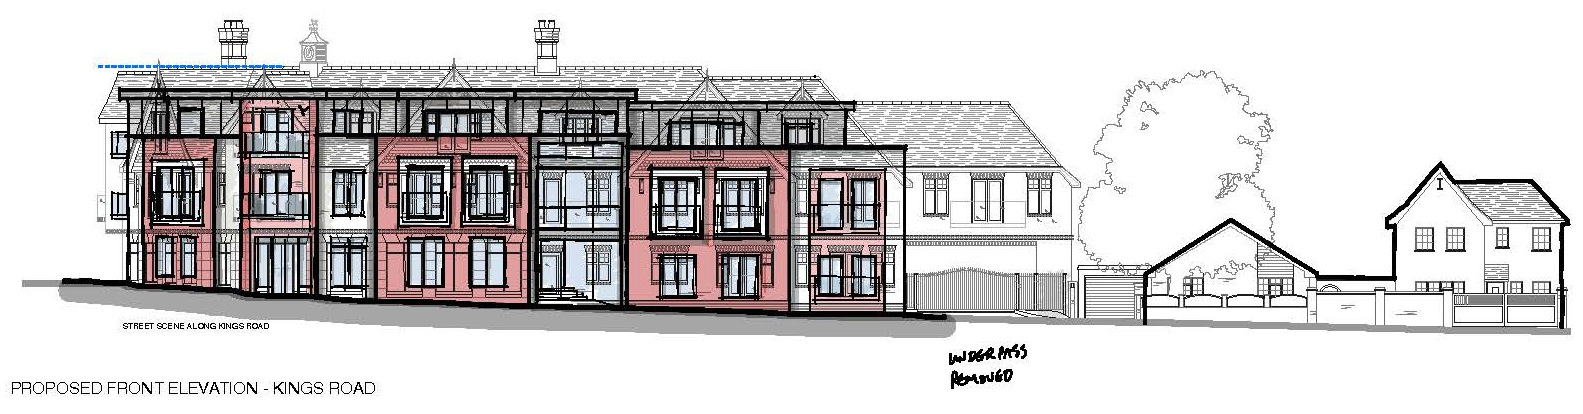 STREET SCENE ALONG KINGS ROAD
UNDERPASS
REMOVED
PROPOSED FRONT ELEVATION - KINGS ROAD